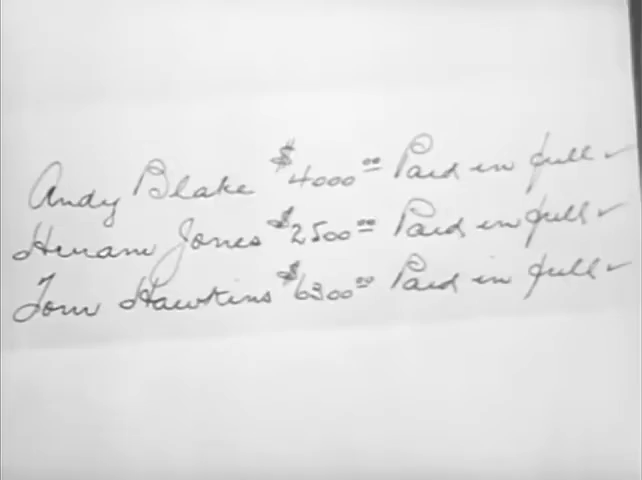 Andy Blake $4000.00 Paid in full ✓
Hiram Jones $2500.00 Paid in full ✓
Tom Hawkins $6300.00 Paid in full ✓